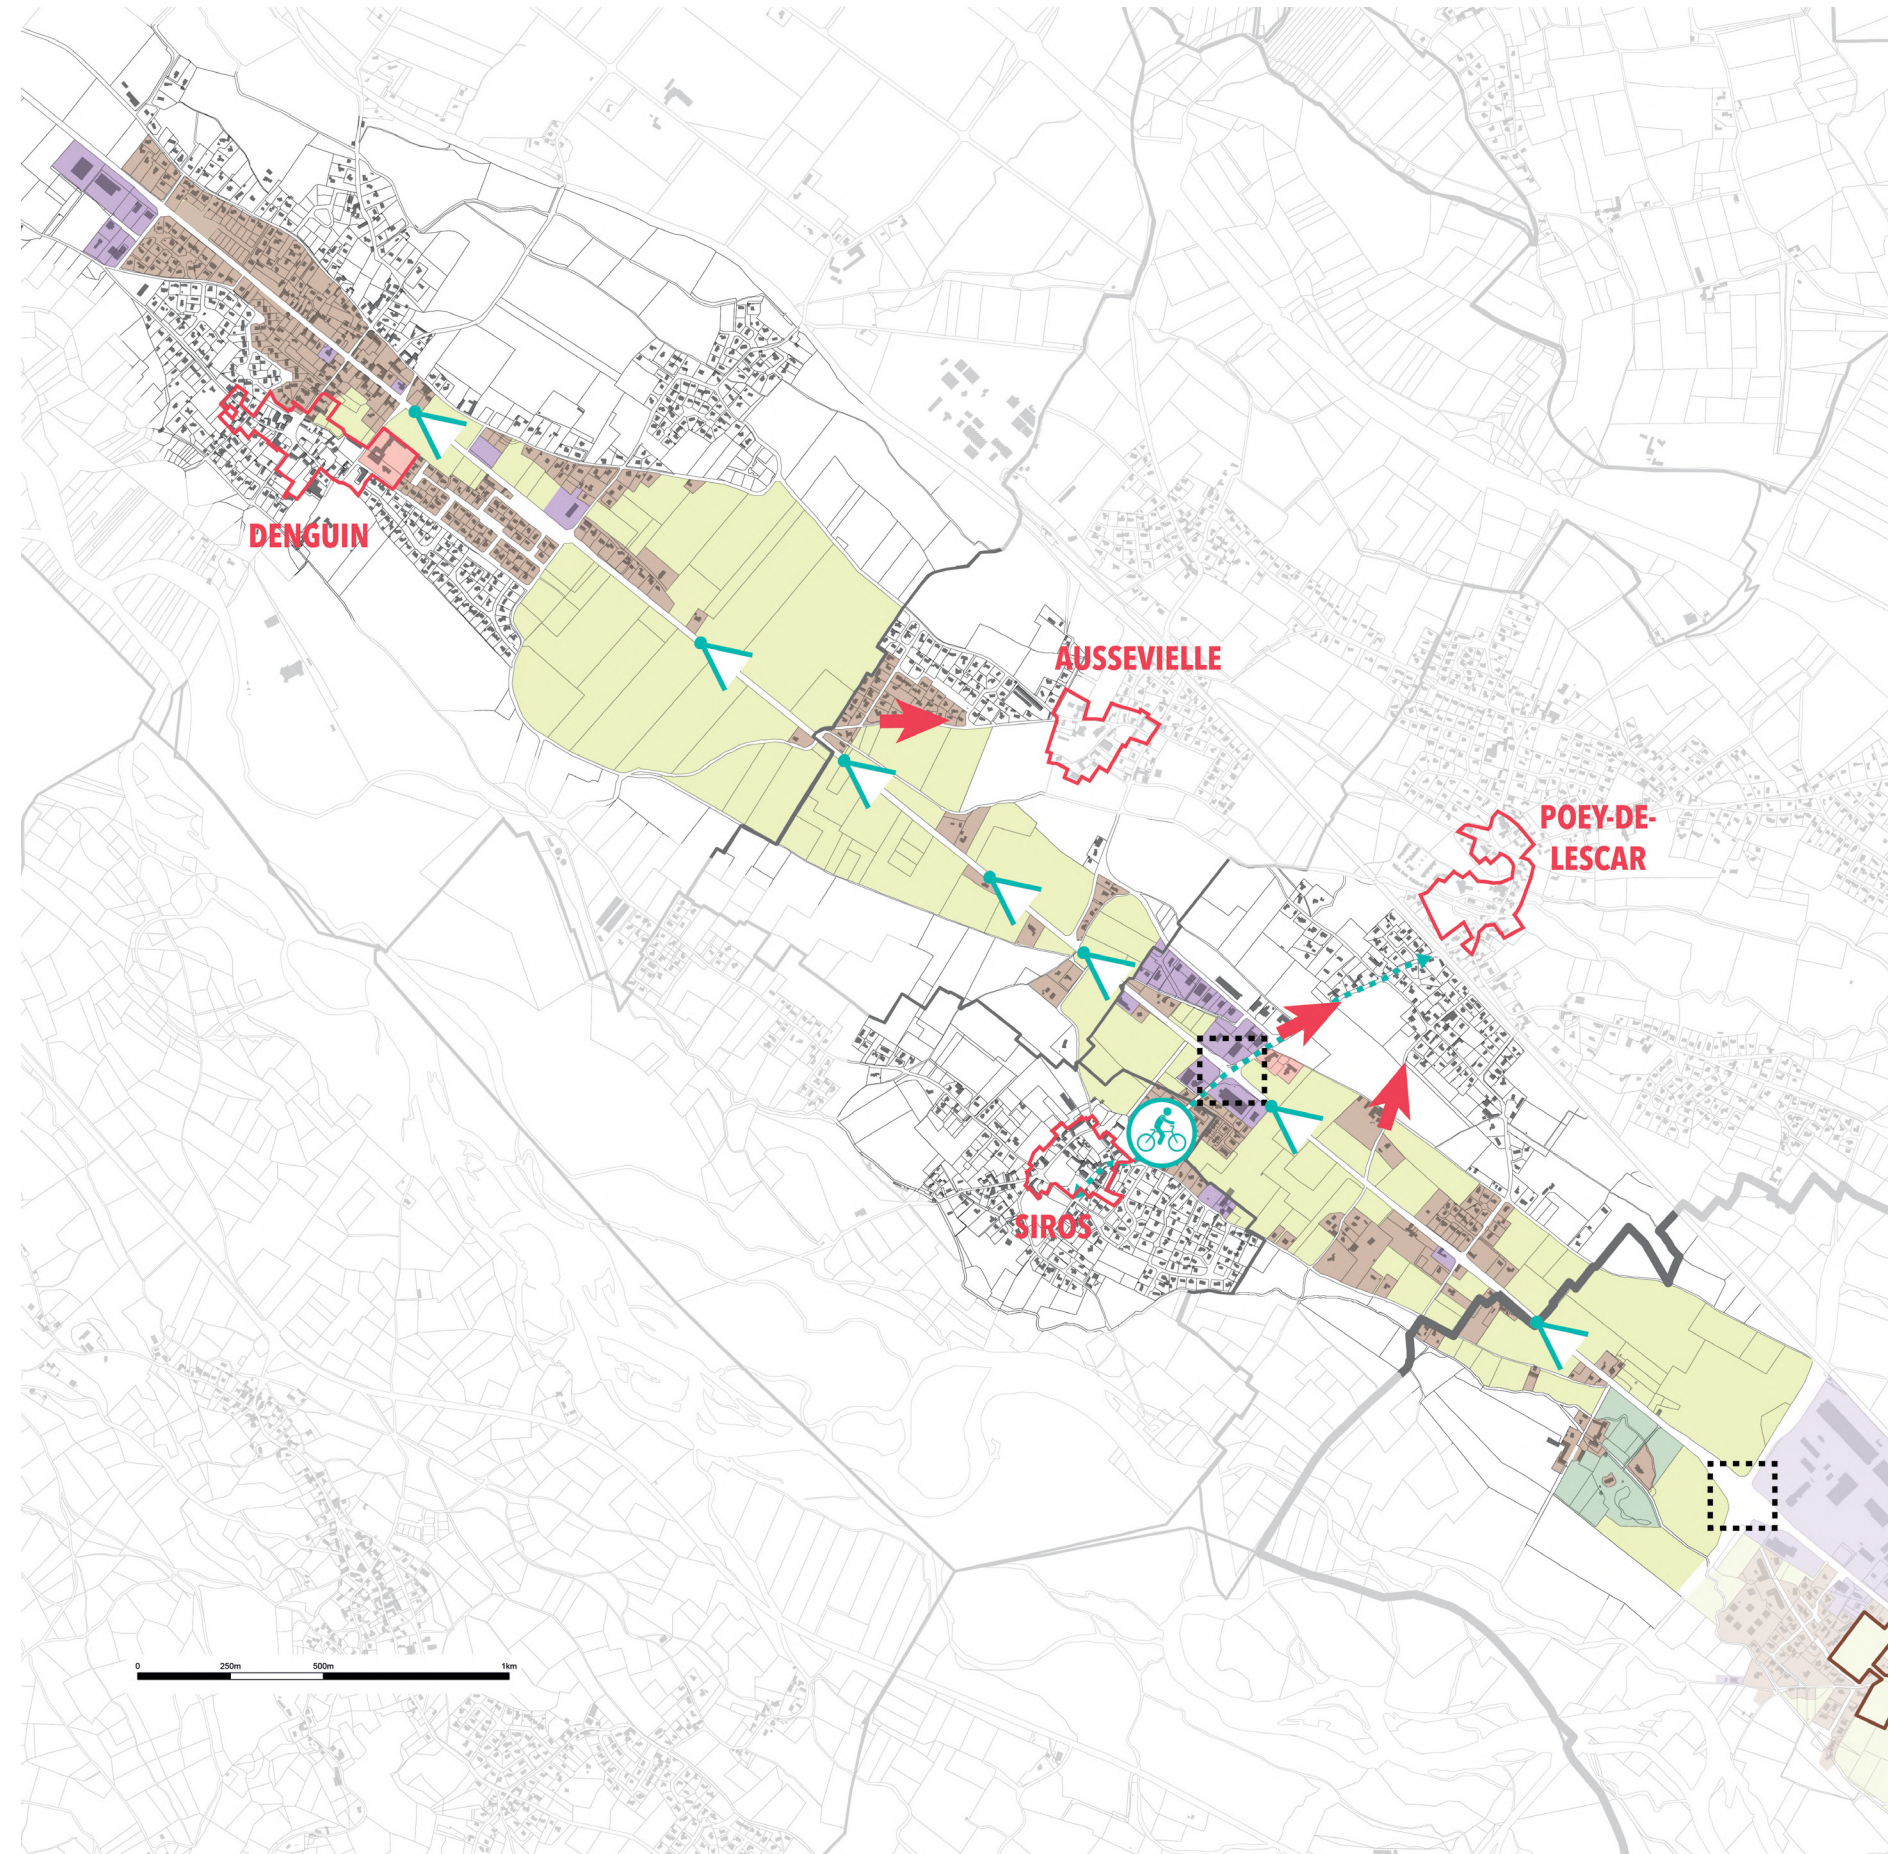 DENGUIN
AUSSEVIELLE
POEY-DE-
LESCAR
SIROS
0 250m 500m 1km